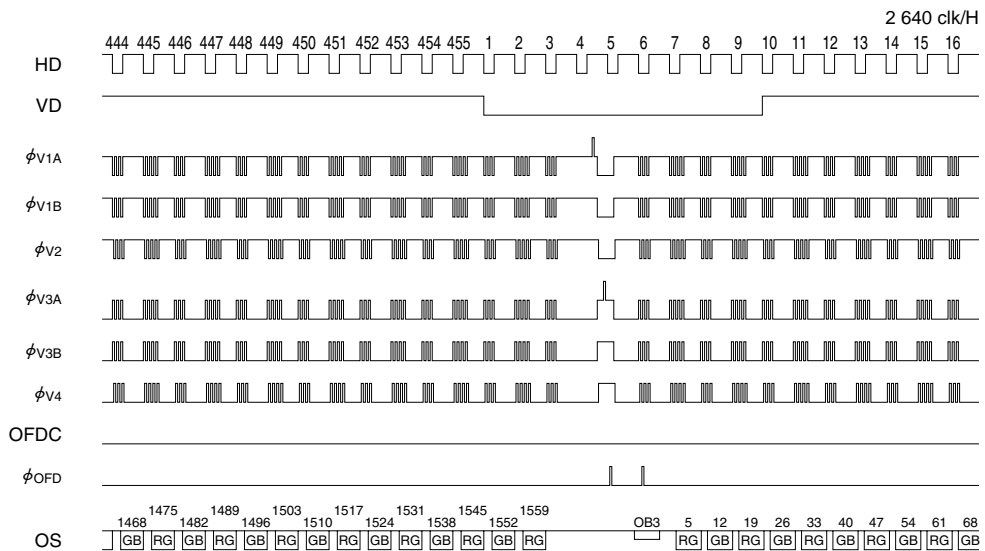 2 640 clk/H
444 445 446 447 448 449 450 451 452 453 454 455 1 2 3 4 5 6 7 8 9 10 11 12 13 14 15 16
HD
VD
ϕV1A
ϕV1B
ϕV2
ϕV3A
ϕV3B
ϕV4
OFDC
ϕOFD
1475 1489 1503 1517 1531 1545 1559
1468 1482 1496 1510 1524 1538 1552 OB3 5 12 19 26 33 40 47 54 61 68
OS GB RG GB RG GB RG GB RG GB RG GB RG GB RG RG GB RG GB RG GB RG GB RG GB